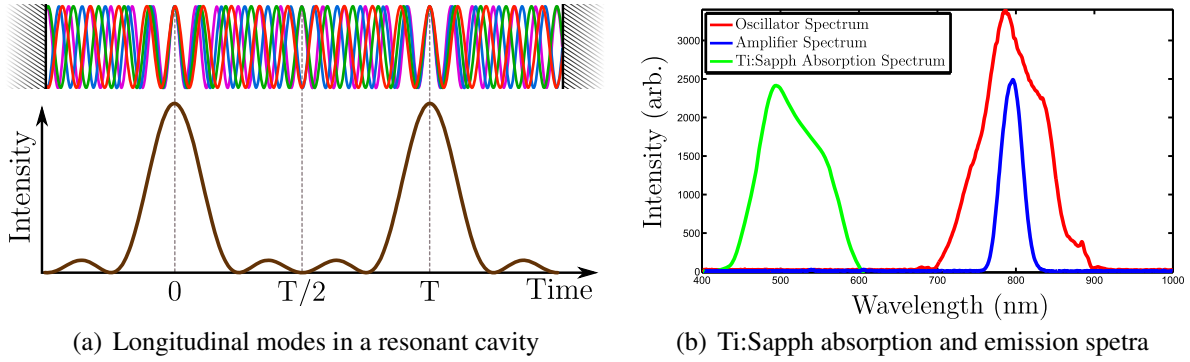 Intensity
0
T/2
T
Time
(a) Longitudinal modes in a resonant cavity
Oscillator Spectrum
Amplifier Spectrum
Ti:Sapph Absorption Spectrum
Intensity (arb.)
3000
2500
2000
1500
1000
500
0
400
500
600
700
800
900
1000
Wavelength (nm)
(b) Ti:Sapph absorption and emission spetra